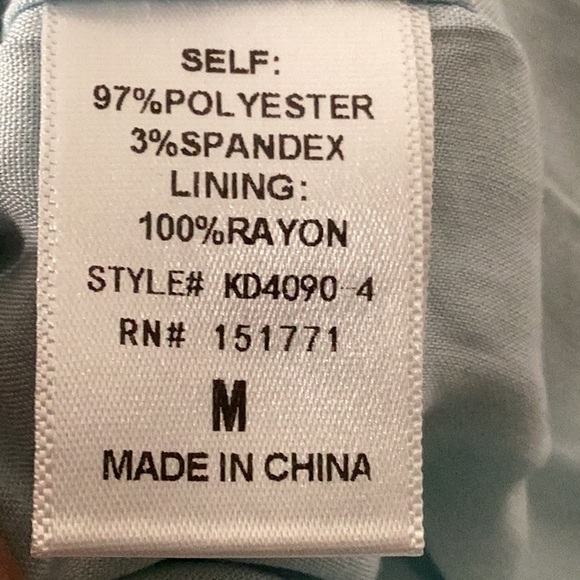 SELF:
97%POLYESTER
3%SPANDEX
LINING:
100%RAYON
STYLE# KD4090-4
RN# 151771
M
MADE IN CHINA